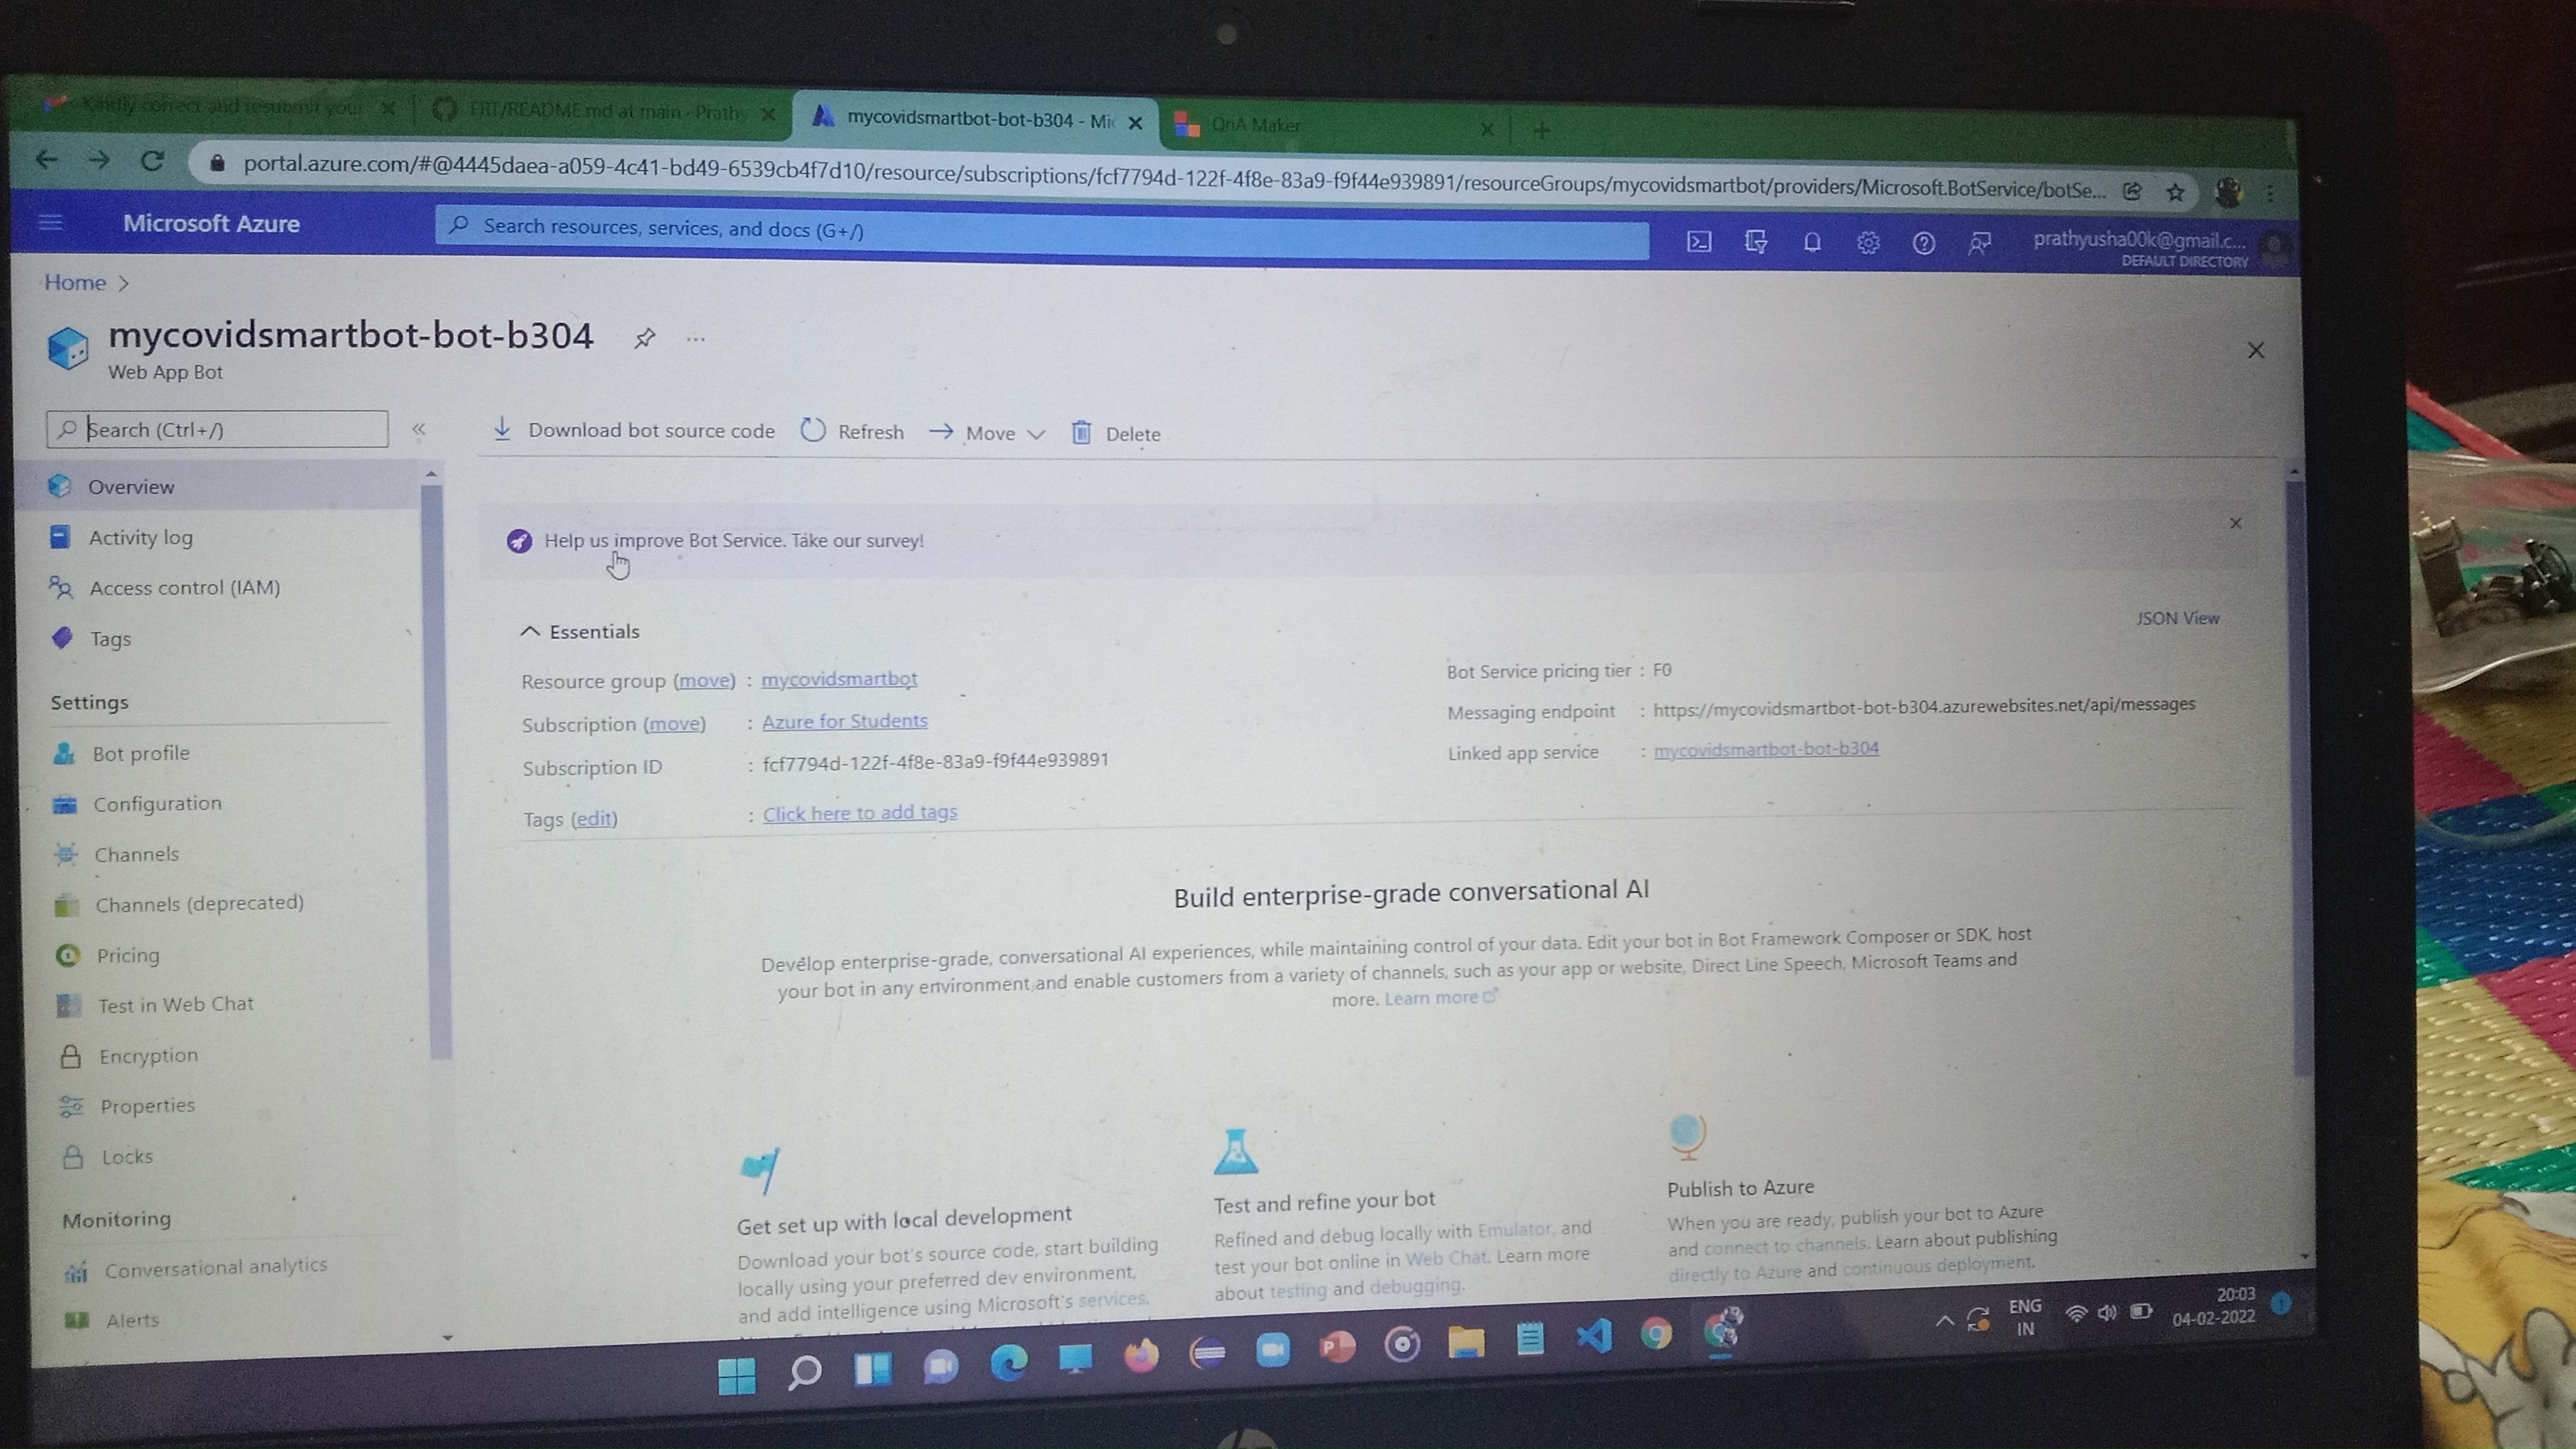 Kindly correct and resubmit your
FRT/README.md at main · Prathy
mycovidsmartbot-bot-b304 - Mic
QnA Maker
portal.azure.com/#@4445daea-a059-4c41-bd49-6539cb4f7d10/resource/subscriptions/fcf7794d-122f-4f8e-83a9-f9f44e939891/resourceGroups/mycovidsmartbot/providers/Microsoft.BotService/botSe...
Microsoft Azure
Search resources, services, and docs (G+/)
prathyusha00k@gmail.c...
DEFAULT DIRECTORY
Home >
mycovidsmartbot-bot-b304
Web App Bot
Search (Ctrl+/)
Download bot source code
Refresh
Move
Delete
Overview
Activity log
Access control (IAM)
Tags
Settings
Bot profile
Configuration
Channels
Channels (deprecated)
Pricing
Test in Web Chat
Encryption
Properties
Locks
Monitoring
Conversational analytics
Alerts
Help us improve Bot Service. Take our survey!
Essentials
JSON View
Resource group (move) : mycovidsmartbot
Subscription (move) : Azure for Students
Subscription ID : fcf7794d-122f-4f8e-83a9-f9f44e939891
Tags (edit) : Click here to add tags
Bot Service pricing tier : F0
Messaging endpoint : https://mycovidsmartbot-bot-b304.azurewebsites.net/api/messages
Linked app service : mycovidsmartbot-bot-b304
Build enterprise-grade conversational AI
Develop enterprise-grade, conversational AI experiences, while maintaining control of your data. Edit your bot in Bot Framework Composer or SDK, host
your bot in any environment and enable customers from a variety of channels, such as your app or website, Direct Line Speech, Microsoft Teams and
more. Learn more
Get set up with local development
Download your bot's source code, start building
locally using your preferred dev environment,
and add intelligence using Microsoft's services.
Test and refine your bot
Refined and debug locally with Emulator, and
test your bot online in Web Chat. Learn more
about testing and debugging.
Publish to Azure
When you are ready, publish your bot to Azure
and connect to channels. Learn about publishing
directly to Azure and continuous deployment.
ENG
IN
20:03
04-02-2022